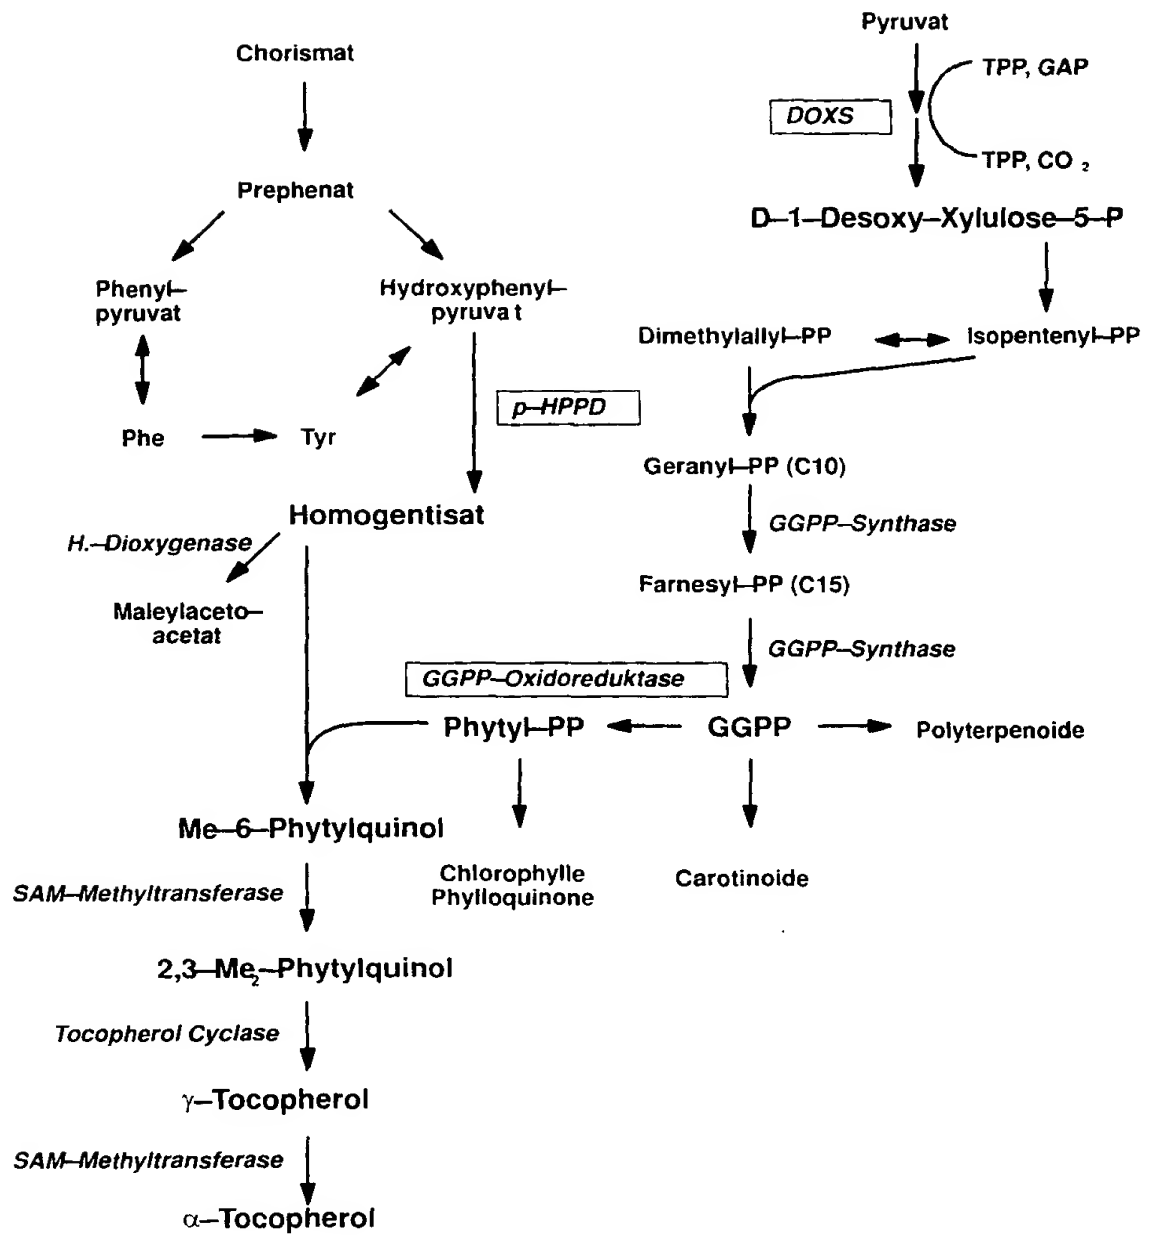 Pyruvat
Chorismat
TPP, GAP
DOXS
TPP, CO 2
Prephenat
D-1-Desoxy-Xylulose-5-P
Phenyl-
pyruvat
Hydroxyphenyl-
pyruvat
Dimethylallyl-PP
Isopentenyl-PP
p-HPPD
Phe
Tyr
Geranyl-PP (C10)
Homogentisat
GGPP-Synthase
H.-Dioxygenase
Farnesyl-PP (C15)
Maleylaceto-
acetat
GGPP-Synthase
GGPP-Oxidoreduktase
Phytyl-PP
GGPP
Polyterpenoide
Me-6-Phytylquinol
Chlorophylle
Phylloquinone
Carotinoide
SAM-Methyltransferase
2,3-Me2-Phytylquinol
Tocopherol Cyclase
γ-Tocopherol
SAM-Methyltransferase
α-Tocopherol